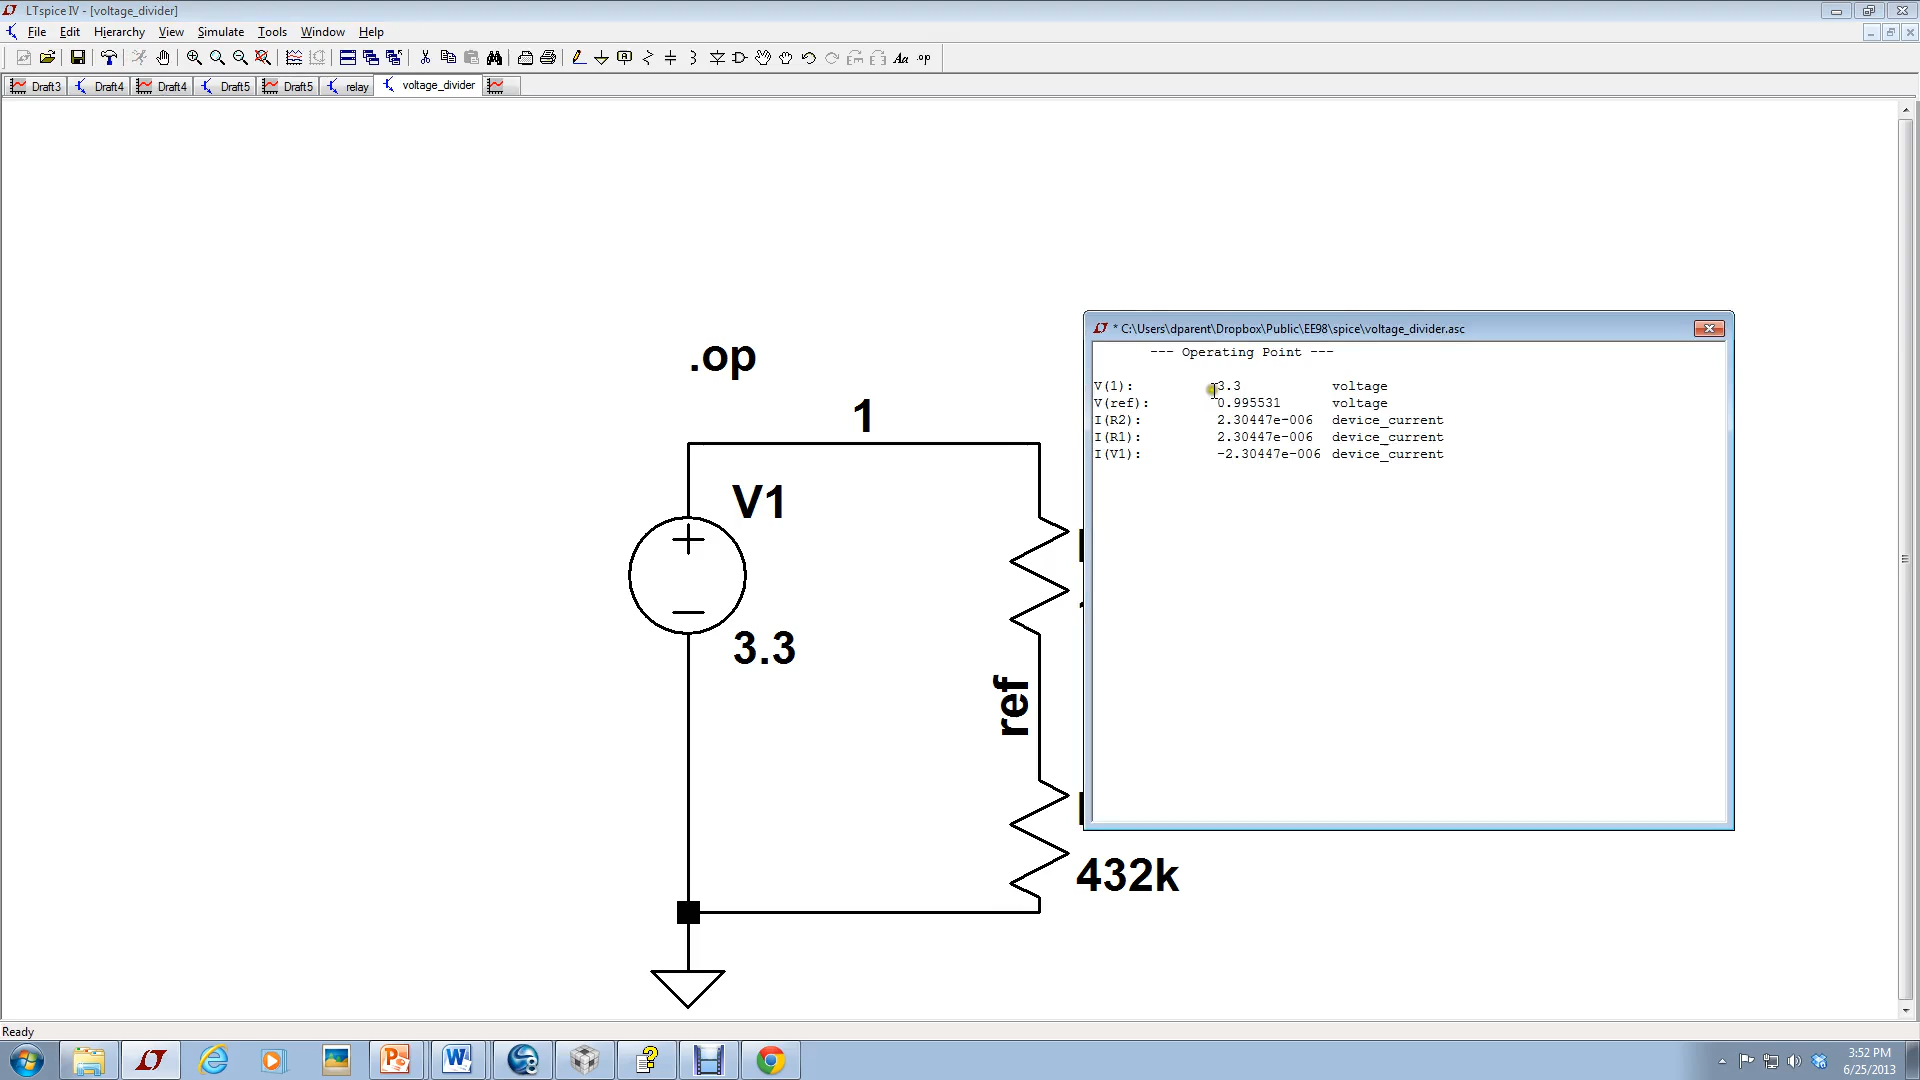 LTspice IV - [voltage_divider]
File Edit Hierarchy View Simulate Tools Window Help
Draft3 Draft4 Draft4 Draft5 Draft5 relay voltage_divider
.op
1
V1
3.3
ref
432k
* C:\Users\dparent\Dropbox\Public\EE98\spice\voltage_divider.asc
--- Operating Point ---
V(1): 3.3 voltage
V(ref): 0.995531 voltage
I(R2): 2.30447e-006 device_current
I(R1): 2.30447e-006 device_current
I(V1): -2.30447e-006 device_current
Ready
3:52 PM
6/25/2013